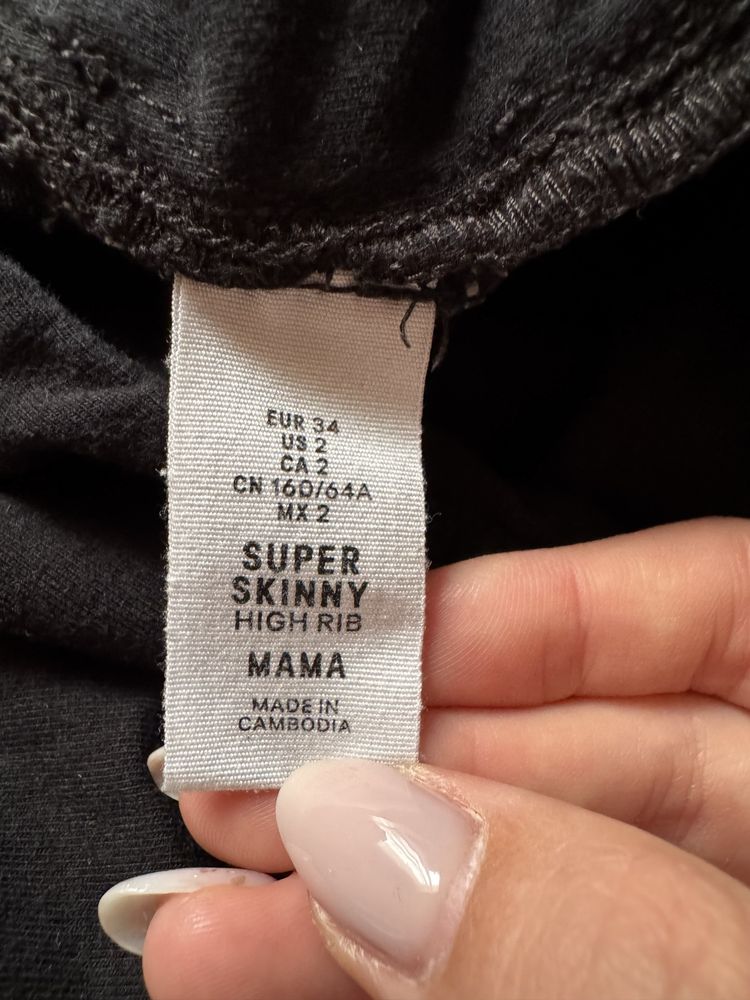 EUR 34
US 2
CA 2
CN 160/64A
MX 2
SUPER
SKINNY
HIGH RIB
MAMA
MADE IN
CAMBODIA